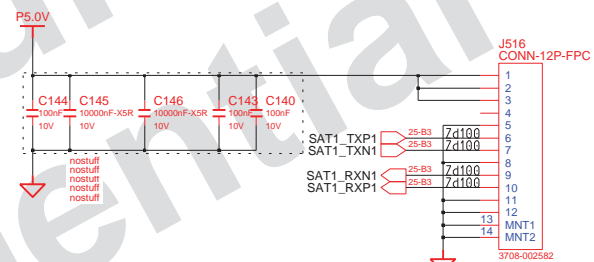 P5.0V
J516
CONN-12P-FPC
C144
100nF
10V
C145
10000nF-X5R
10V
C146
10000nF-X5R
10V
C143
100nF
10V
C140
100nF
10V
nostuff
nostuff
nostuff
nostuff
nostuff
SAT1_TXP1 25-B3 7d100
SAT1_TXN1 25-B3 7d100
SAT1_RXN1 25-B3 7d100
SAT1_RXP1 25-B3 7d100
1
2
3
4
5
6
7
8
9
10
11
12
13 MNT1
14 MNT2
3708-002582
ential